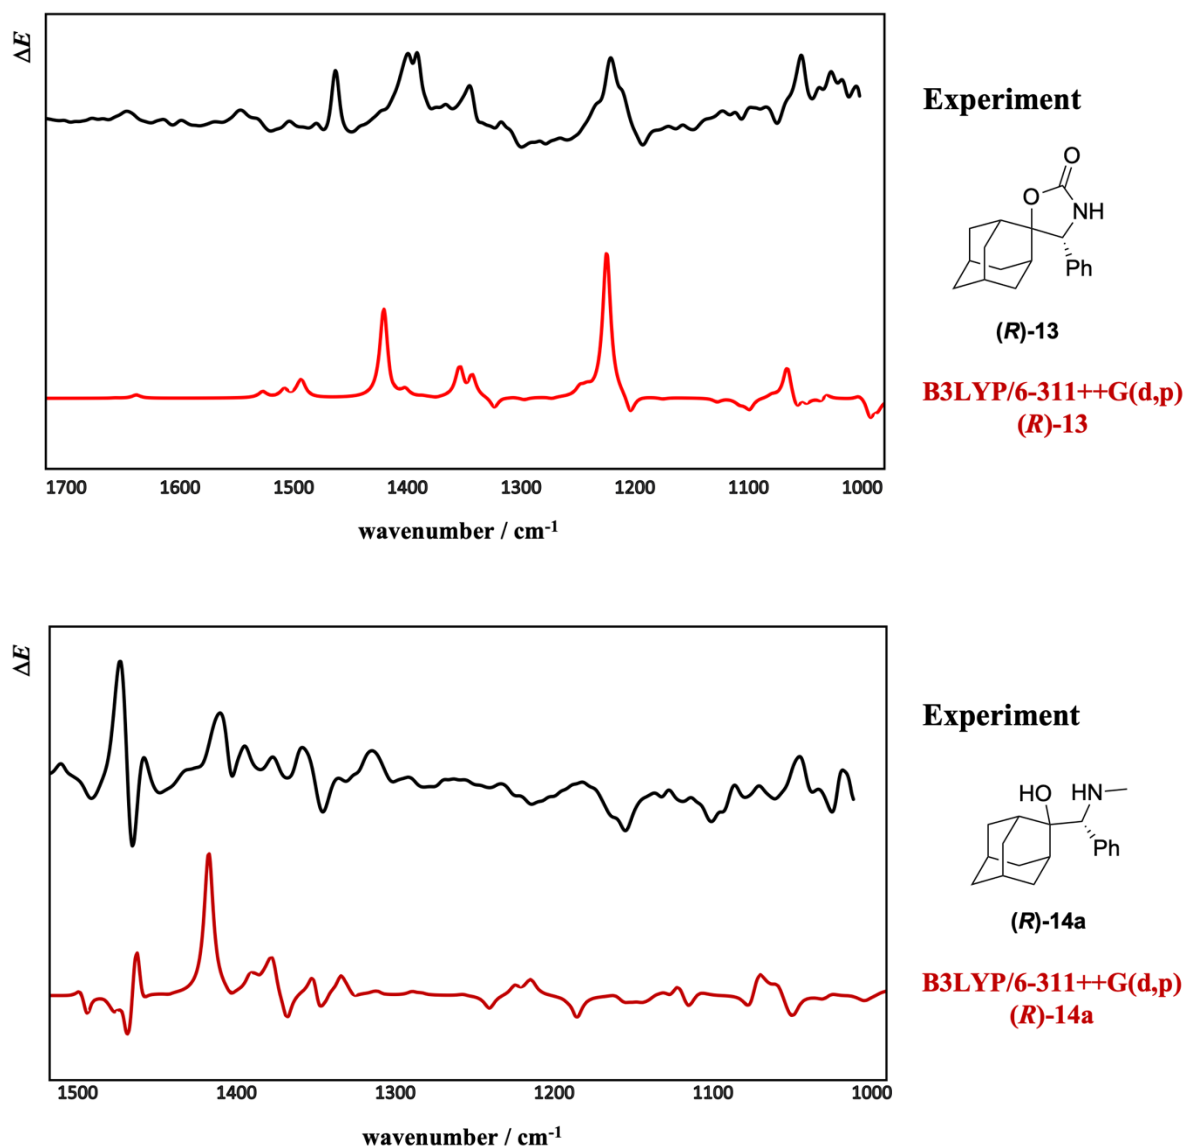 ΔE
Experiment
O
O
NH
Ph
(R)-13
B3LYP/6-311++G(d,p)
(R)-13
1700 1600 1500 1400 1300 1200 1100 1000
wavenumber / cm-1
ΔE
Experiment
HO HN
Ph
(R)-14a
B3LYP/6-311++G(d,p)
(R)-14a
1500 1400 1300 1200 1100 1000
wavenumber / cm-1